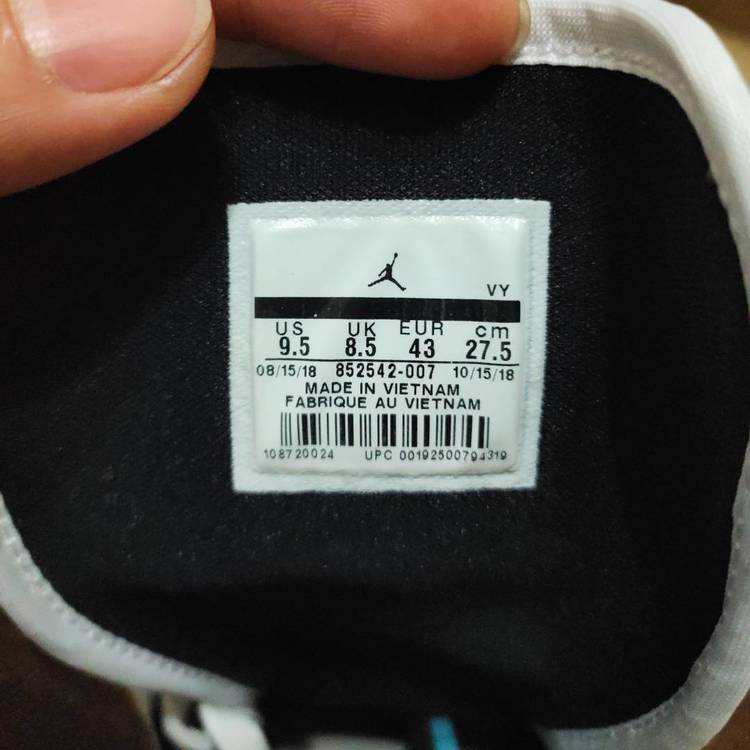 VY
US UK EUR cm
9.5 8.5 43 27.5
08/15/18 852542-007 10/15/18
MADE IN VIETNAM
FABRIQUE AU VIETNAM
108720024 UPC 00192500794319